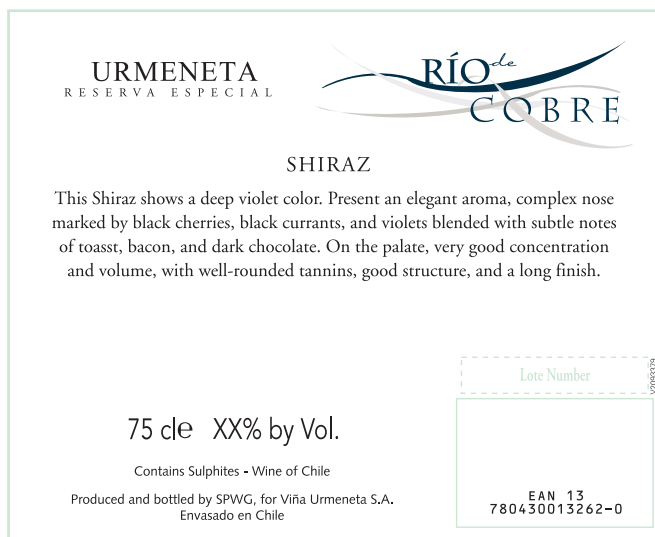 URMENETA
RESERVA ESPECIAL
RÍO de
COBRE
SHIRAZ
This Shiraz shows a deep violet color. Present an elegant aroma, complex nose
marked by black cherries, black currants, and violets blended with subtle notes
of toasst, bacon, and dark chocolate. On the palate, very good concentration
and volume, with well-rounded tannins, good structure, and a long finish.
Lote Number
V2093379
75 cle XX% by Vol.
Contains Sulphites - Wine of Chile
Produced and bottled by SPWG, for Viña Urmeneta S.A.
Envasado en Chile
EAN 13
780430013262-0